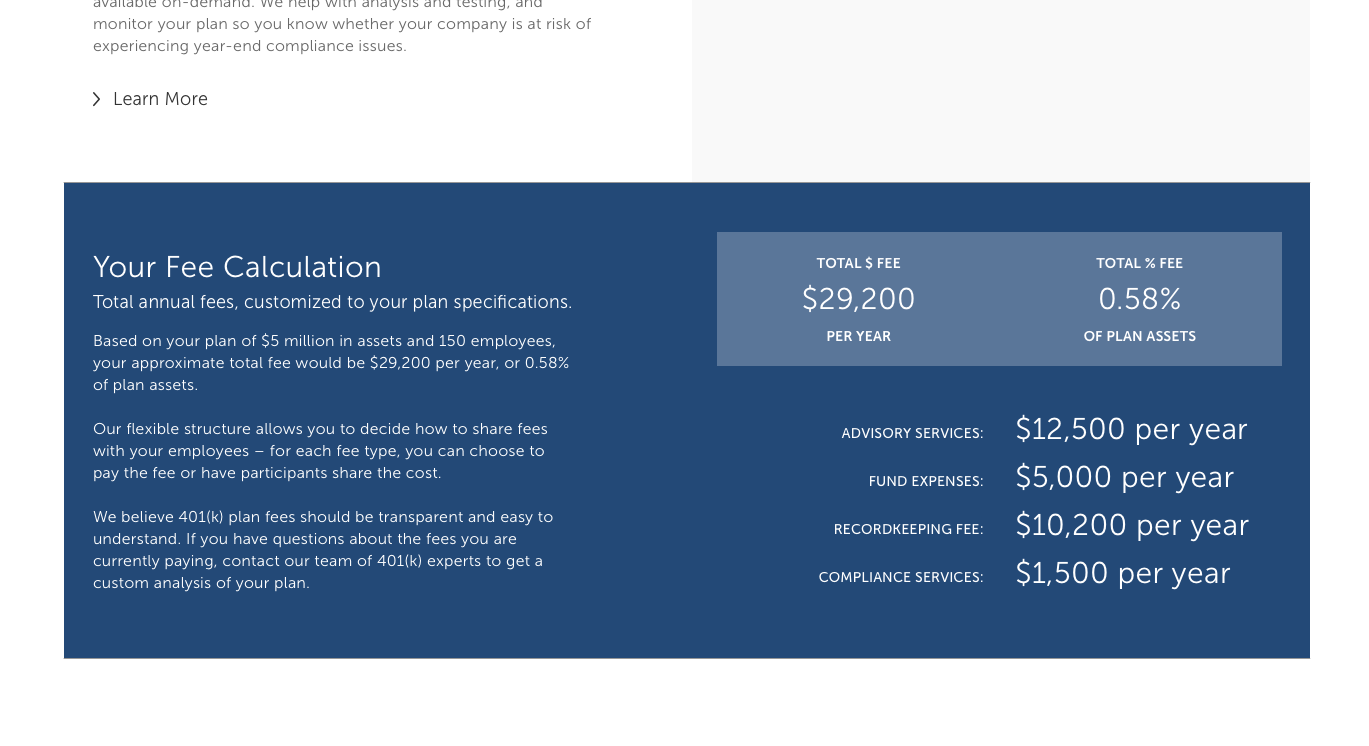 available on-demand. We help with analysis and testing, and
monitor your plan so you know whether your company is at risk of
experiencing year-end compliance issues.
Learn More
Your Fee Calculation
Total annual fees, customized to your plan specifications.
Based on your plan of $5 million in assets and 150 employees,
your approximate total fee would be $29,200 per year, or 0.58%
of plan assets.
Our flexible structure allows you to decide how to share fees
with your employees – for each fee type, you can choose to
pay the fee or have participants share the cost.
We believe 401(k) plan fees should be transparent and easy to
understand. If you have questions about the fees you are
currently paying, contact our team of 401(k) experts to get a
custom analysis of your plan.
TOTAL $ FEE
$29,200
PER YEAR
TOTAL % FEE
0.58%
OF PLAN ASSETS
ADVISORY SERVICES: $12,500 per year
FUND EXPENSES: $5,000 per year
RECORDKEEPING FEE: $10,200 per year
COMPLIANCE SERVICES: $1,500 per year